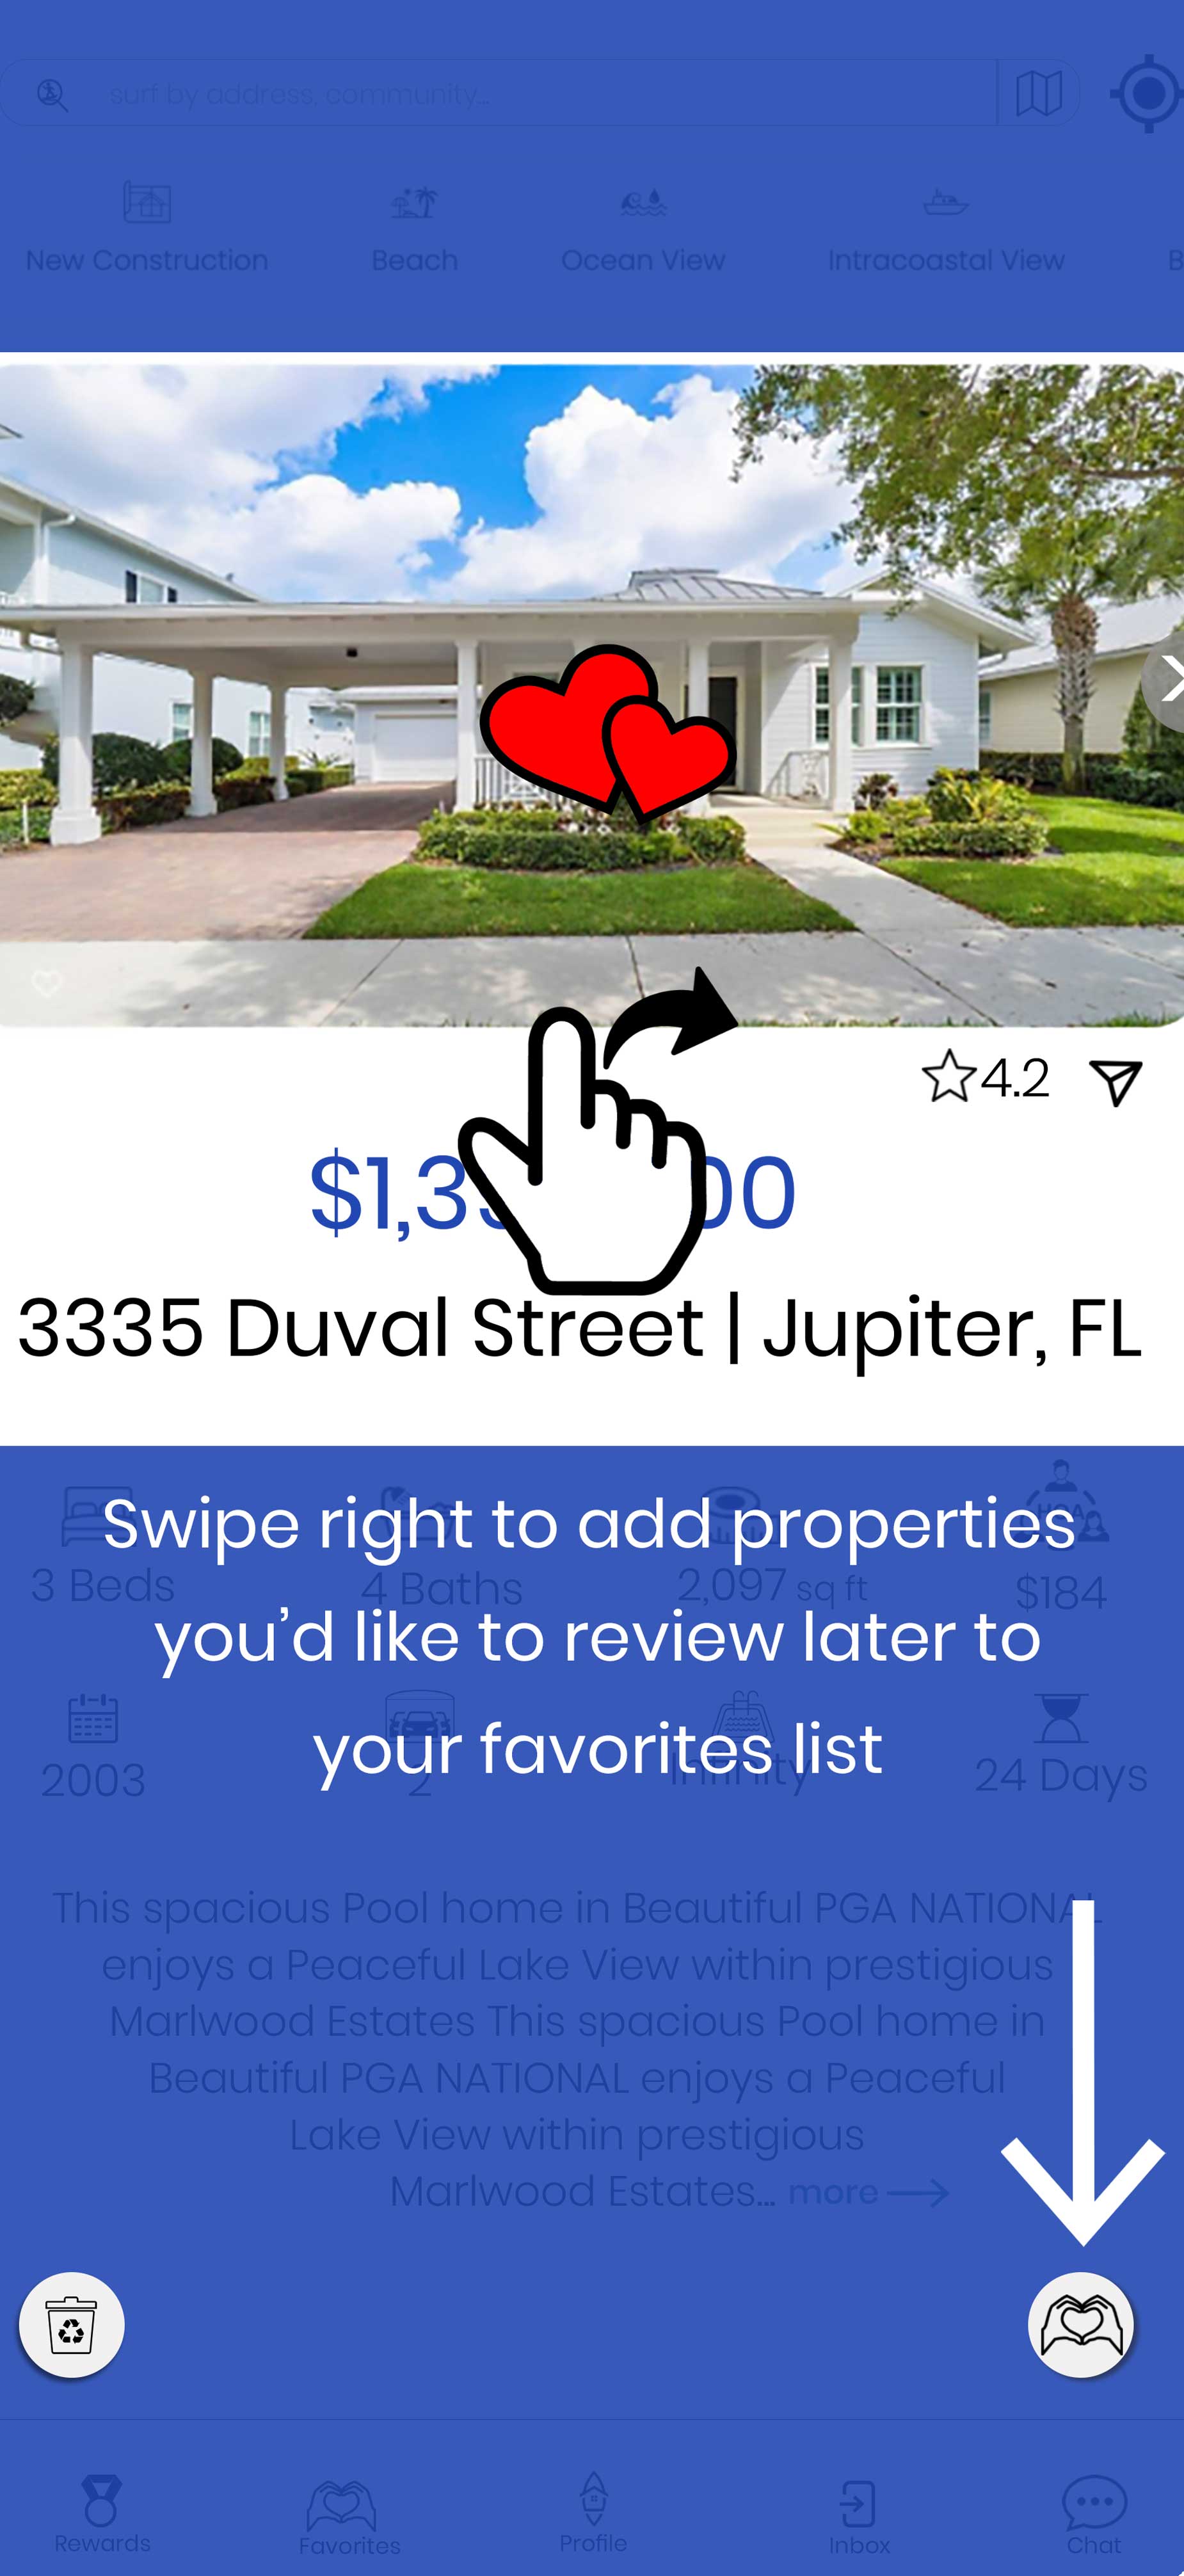 surf by address, community...
New Construction
Beach
Ocean View
Intracoastal View
B
4.2
3335 Duval Street | Jupiter, FL
Swipe right to add properties
you’d like to review later to
your favorites list
HOA
3 Beds
4 Baths
2,097 sq ft
$184
2003
2
Infinity
24 Days
This spacious Pool home in Beautiful PGA NATIONAL
enjoys a Peaceful Lake View within prestigious
Marlwood Estates This spacious Pool home in
Beautiful PGA NATIONAL enjoys a Peaceful
Lake View within prestigious
Marlwood Estates... more
Rewards
Favorites
Profile
Inbox
Chat